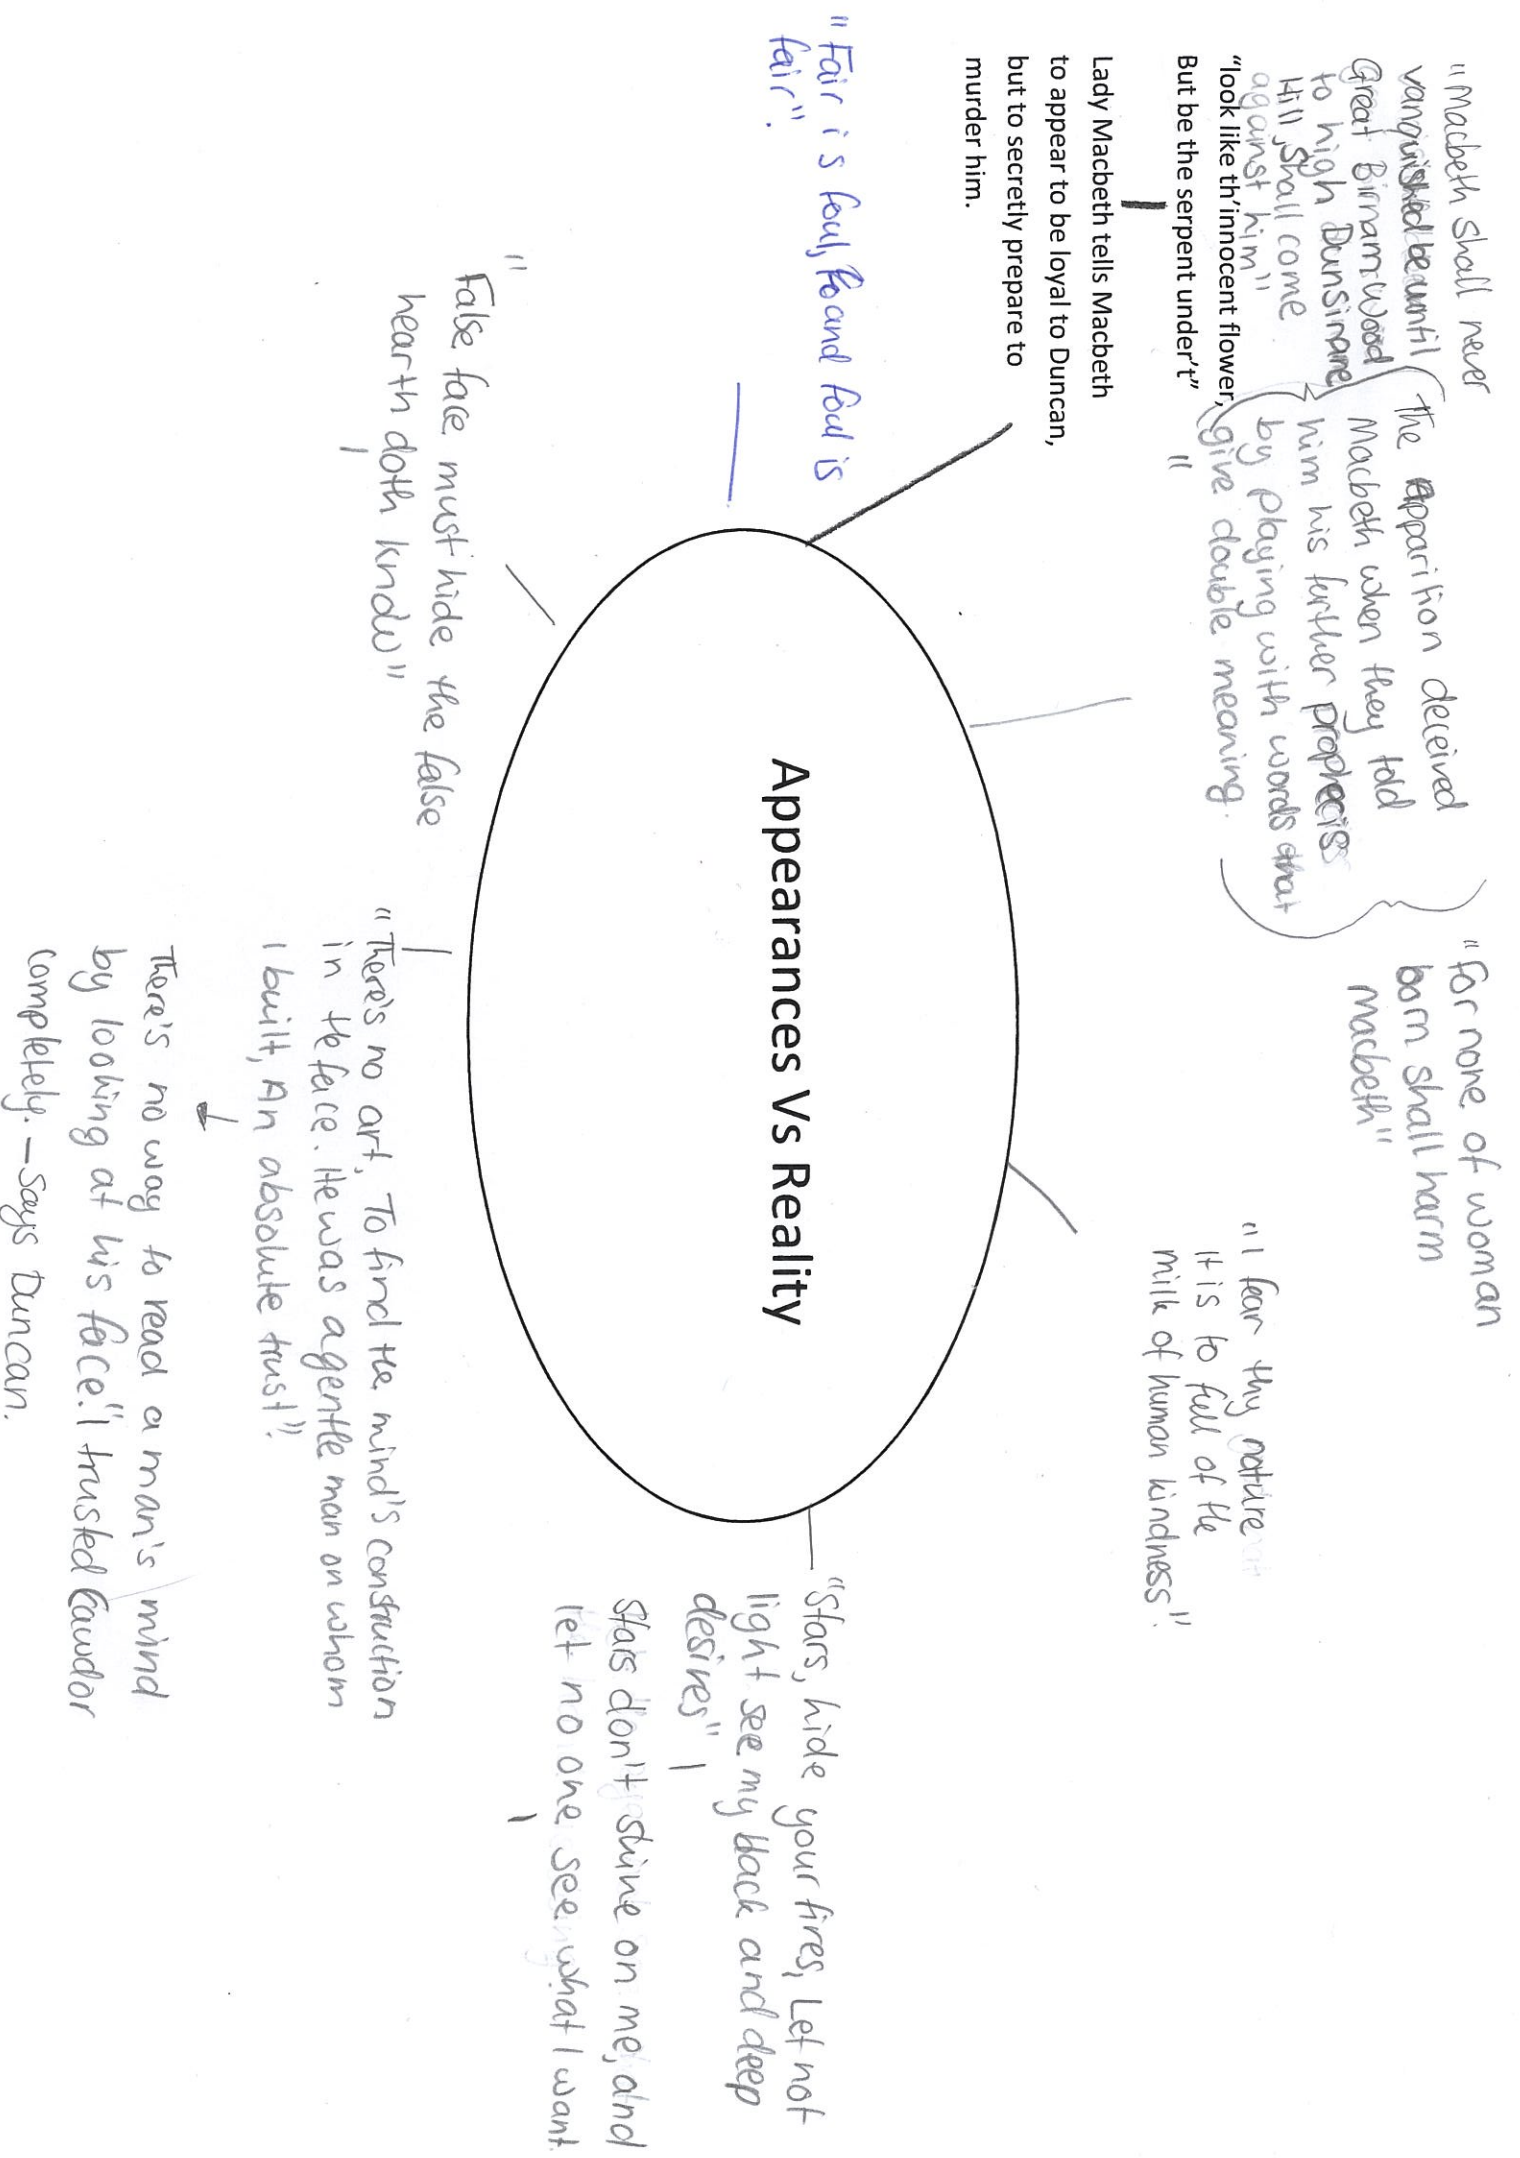 "Macbeth shall never
vanquished be until
Great Birnam Wood
to high Dunsinane
Hill, shall come
against him"
The Apparition deceived
Macbeth when they told
him his further propheciss
by playing with words that
give double meaning.
"for none of woman
born shall harm
macbeth"
"look like th'innocent flower,
But be the serpent under't"
"
Lady Macbeth tells Macbeth
to appear to be loyal to Duncan,
but to secretly prepare to
murder him.
"I fear thy nature
It is to full of the
milk of human kindness".
"Fair is foul, and foul is
fair".
Appearances Vs Reality
"Stars, hide your fires, Let not
light see my black and deep
desires"
Stars don't shine on me, and
let no one see what I want
"
False face must hide the false
hearth doth know"
"There's no art, To find the mind's construction
in the face. He was a gentle man on whom
I built, An absolute trust".
There's no way to read a man's mind
by looking at his face." I trusted Cawdor
completely. – Says Duncan.